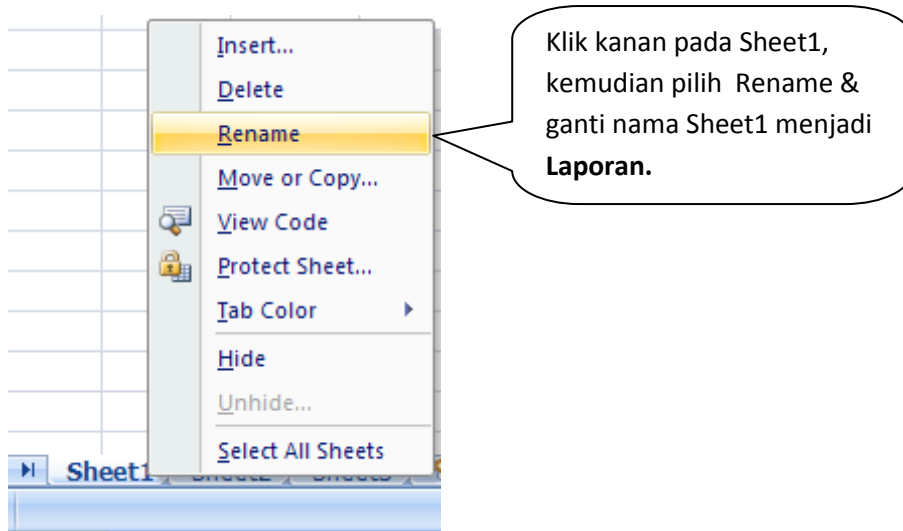 Insert...
Delete
Rename
Move or Copy...
View Code
Protect Sheet...
Tab Color
Hide
Unhide...
Select All Sheets
Sheet1
Klik kanan pada Sheet1,
kemudian pilih Rename &
ganti nama Sheet1 menjadi
Laporan.